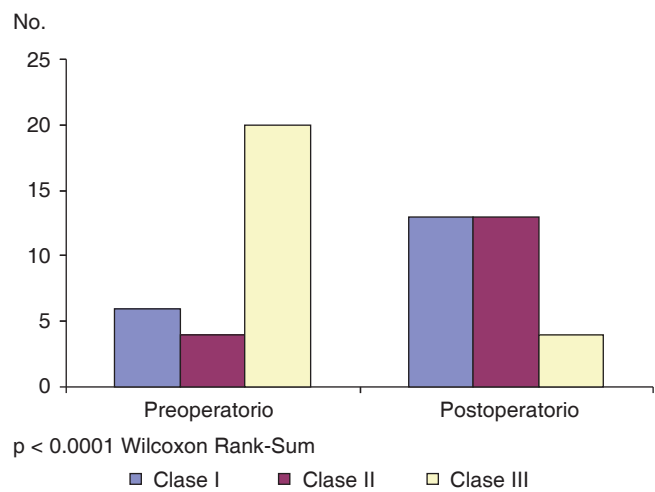 No.
25
20
15
10
5
0
Preoperatorio Postoperatorio
p < 0.0001 Wilcoxon Rank-Sum
Clase I Clase II Clase III